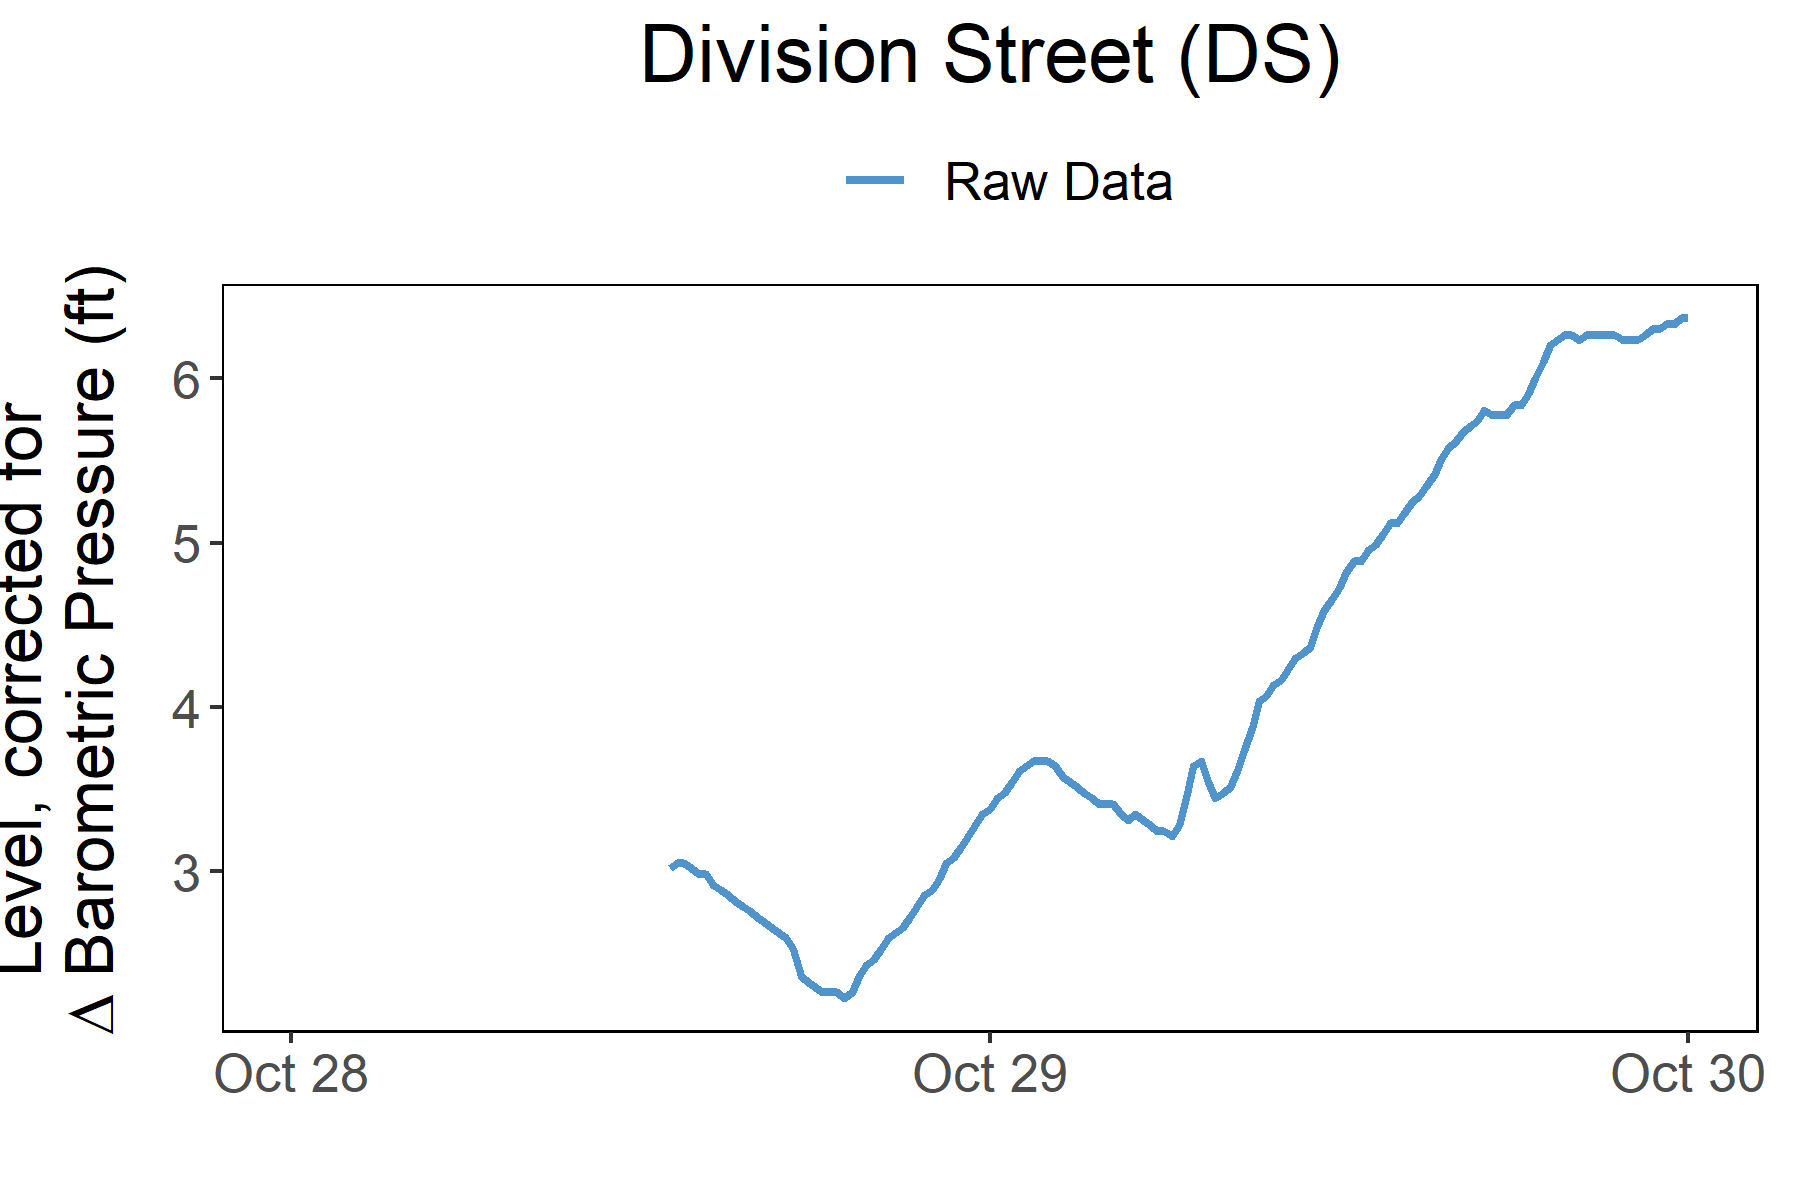 Division Street (DS)
Raw Data
Level, corrected for
Δ Barometric Pressure (ft)
6
5
4
3
Oct 28
Oct 29
Oct 30